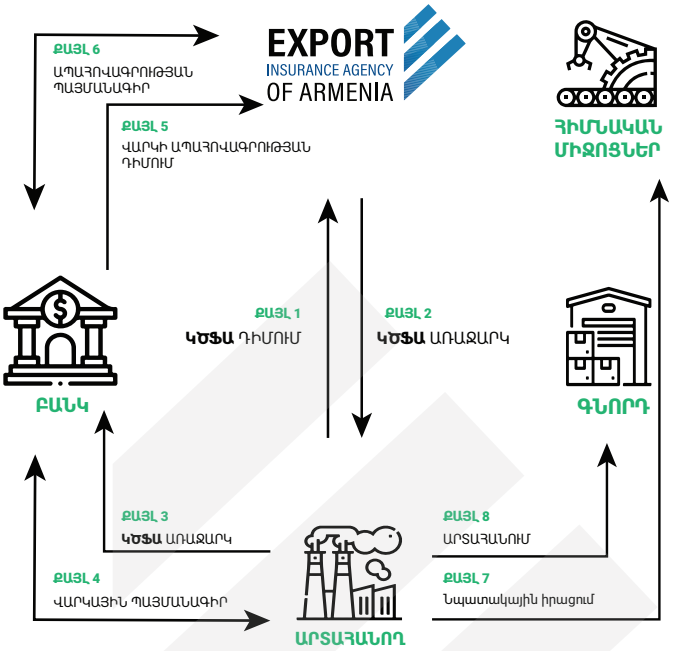 ՔԱՅԼ 6
ԱՊԱՀՈՎԱԳՐՈՒԹՅԱՆ
ՊԱՅՄԱՆԱԳԻՐ
EXPORT
INSURANCE AGENCY
OF ARMENIA
ՔԱՅԼ 5
ՎԱՐԿԻ ԱՊԱՀՈՎԱԳՐՈՒԹՅԱՆ
ԴԻՄՈՒՄ
ՀԻՄՆԱԿԱՆ
ՄԻՋՈՑՆԵՐ
ՔԱՅԼ 1
ԿԾՖԱ ԴԻՄՈՒՄ
ՔԱՅԼ 2
ԿԾՖԱ ԱՌԱՋԱՐԿ
ԲԱՆԿ
ԳՆՈՐԴ
ՔԱՅԼ 3
ԿԾՖԱ ԱՌԱՋԱՐԿ
ՔԱՅԼ 8
ԱՐՏԱՀԱՆՈՒՄ
ՔԱՅԼ 4
ՎԱՐԿԱՅԻՆ ՊԱՅՄԱՆԱԳԻՐ
ՔԱՅԼ 7
Նպատակային իրացում
ԱՐՏԱՀԱՆՈՂ